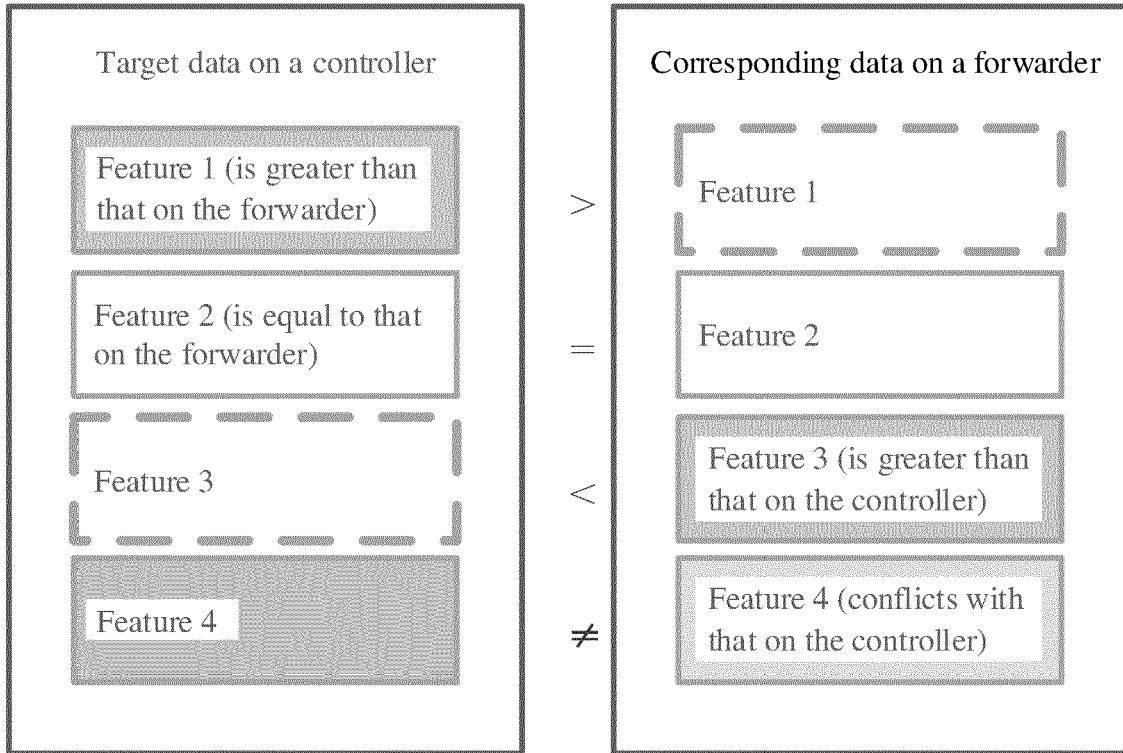 Target data on a controller
Feature 1 (is greater than
that on the forwarder)
Feature 2 (is equal to that
on the forwarder)
Feature 3
Feature 4
>
=
<
≠
Corresponding data on a forwarder
Feature 1
Feature 2
Feature 3 (is greater than
that on the controller)
Feature 4 (conflicts with
that on the controller)